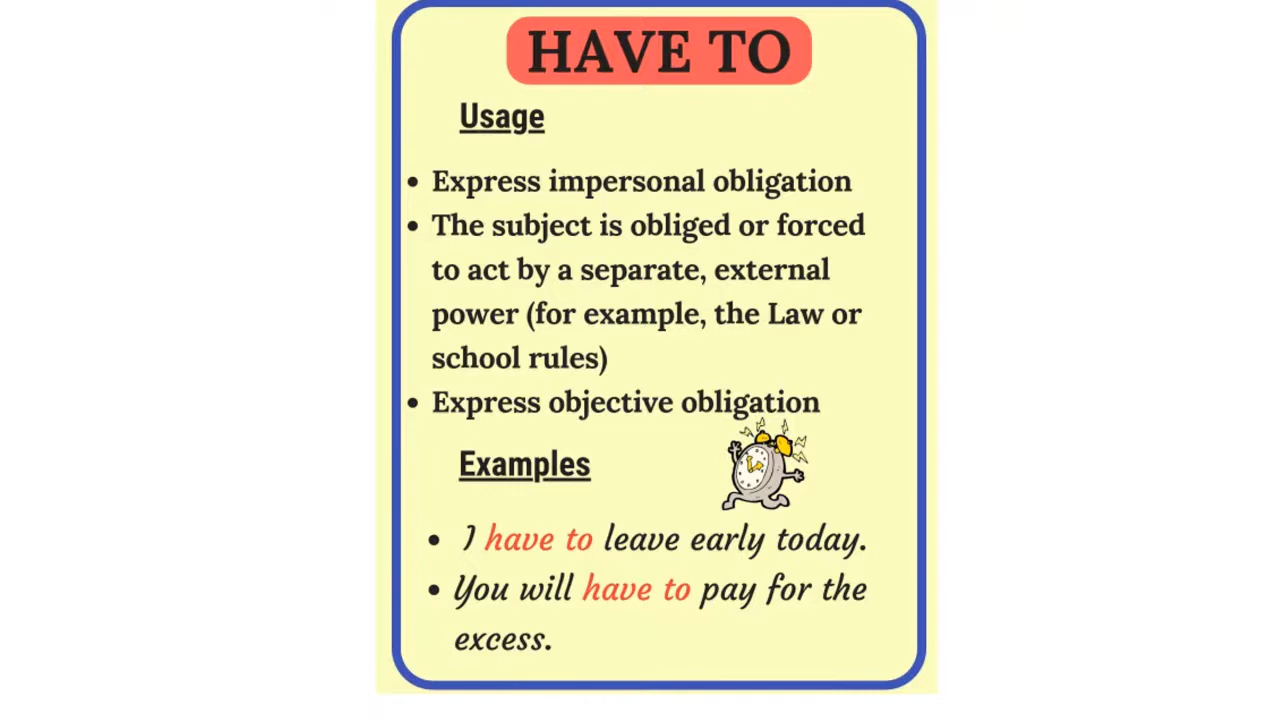 HAVE TO
Usage
• Express impersonal obligation
• The subject is obliged or forced
to act by a separate, external
power (for example, the Law or
school rules)
• Express objective obligation
Examples
• I have to leave early today.
• You will have to pay for the
excess.